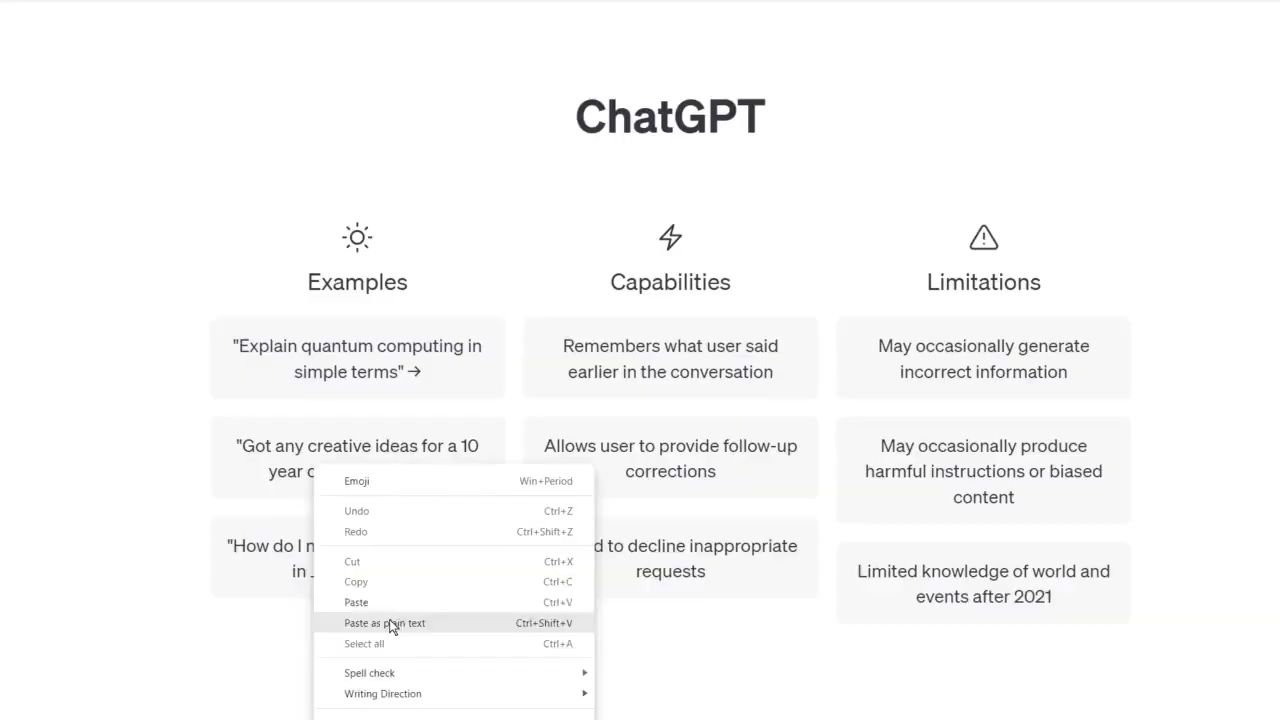 ChatGPT
Examples
Capabilities
Limitations
"Explain quantum computing in
simple terms" →
Remembers what user said
earlier in the conversation
May occasionally generate
incorrect information
"Got any creative ideas for a 10
year
Allows user to provide follow-up
corrections
May occasionally produce
harmful instructions or biased
content
"How do I
in
to decline inappropriate
requests
Limited knowledge of world and
events after 2021
Emoji Win+Period
Undo Ctrl+Z
Redo Ctrl+Shift+Z
Cut Ctrl+X
Copy Ctrl+C
Paste Ctrl+V
Paste as plain text Ctrl+Shift+V
Select all Ctrl+A
Spell check
Writing Direction